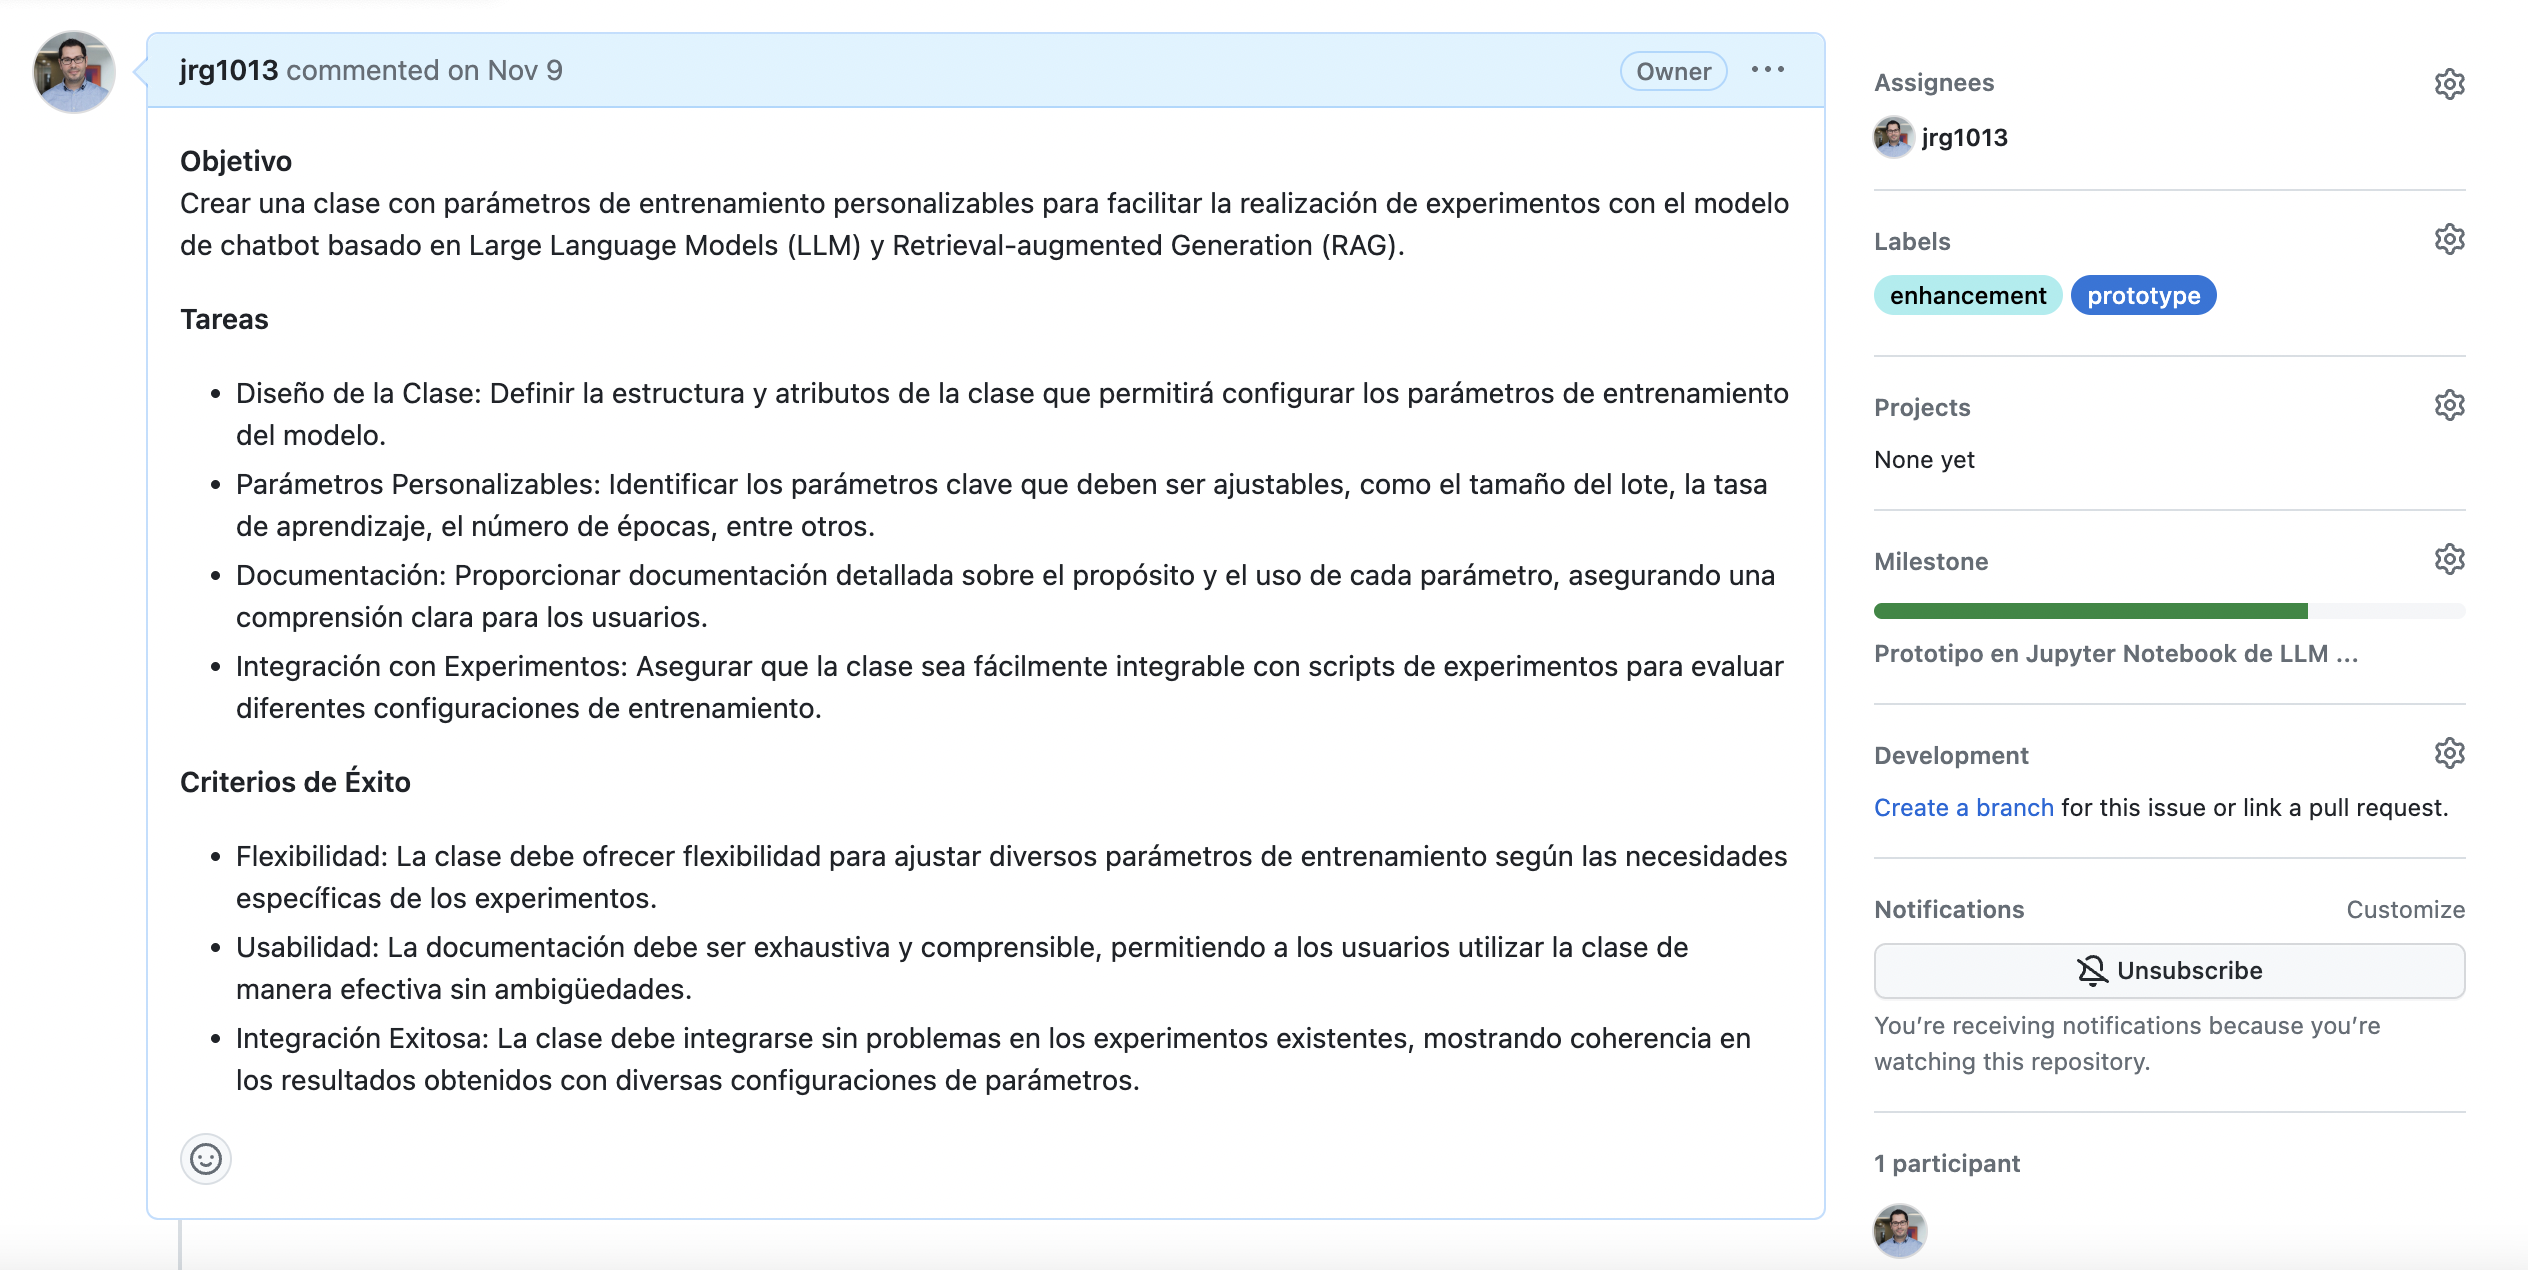 jrg1013 commented on Nov 9
Owner
Objetivo
Crear una clase con parámetros de entrenamiento personalizables para facilitar la realización de experimentos con el modelo
de chatbot basado en Large Language Models (LLM) y Retrieval-augmented Generation (RAG).
Tareas
• Diseño de la Clase: Definir la estructura y atributos de la clase que permitirá configurar los parámetros de entrenamiento
del modelo.
• Parámetros Personalizables: Identificar los parámetros clave que deben ser ajustables, como el tamaño del lote, la tasa
de aprendizaje, el número de épocas, entre otros.
• Documentación: Proporcionar documentación detallada sobre el propósito y el uso de cada parámetro, asegurando una
comprensión clara para los usuarios.
• Integración con Experimentos: Asegurar que la clase sea fácilmente integrable con scripts de experimentos para evaluar
diferentes configuraciones de entrenamiento.
Criterios de Éxito
• Flexibilidad: La clase debe ofrecer flexibilidad para ajustar diversos parámetros de entrenamiento según las necesidades
específicas de los experimentos.
• Usabilidad: La documentación debe ser exhaustiva y comprensible, permitiendo a los usuarios utilizar la clase de
manera efectiva sin ambigüedades.
• Integración Exitosa: La clase debe integrarse sin problemas en los experimentos existentes, mostrando coherencia en
los resultados obtenidos con diversas configuraciones de parámetros.
Assignees
jrg1013
Labels
enhancement prototype
Projects
None yet
Milestone
Prototipo en Jupyter Notebook de LLM ...
Development
Create a branch for this issue or link a pull request.
Notifications Customize
Unsubscribe
You’re receiving notifications because you’re
watching this repository.
1 participant